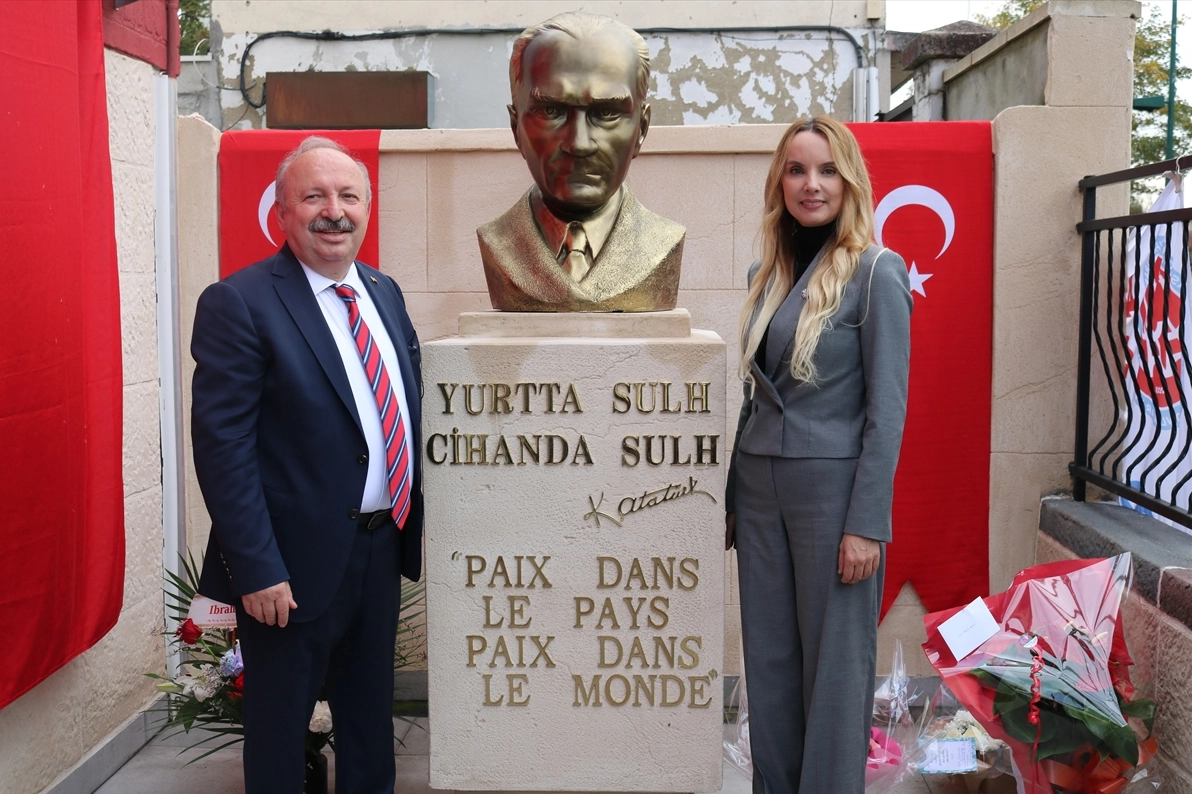 YURTTA SULH
CİHANDA SULH
K. Atatürk
“PAIX DANS
LE PAYS
PAIX DANS
LE MONDE”